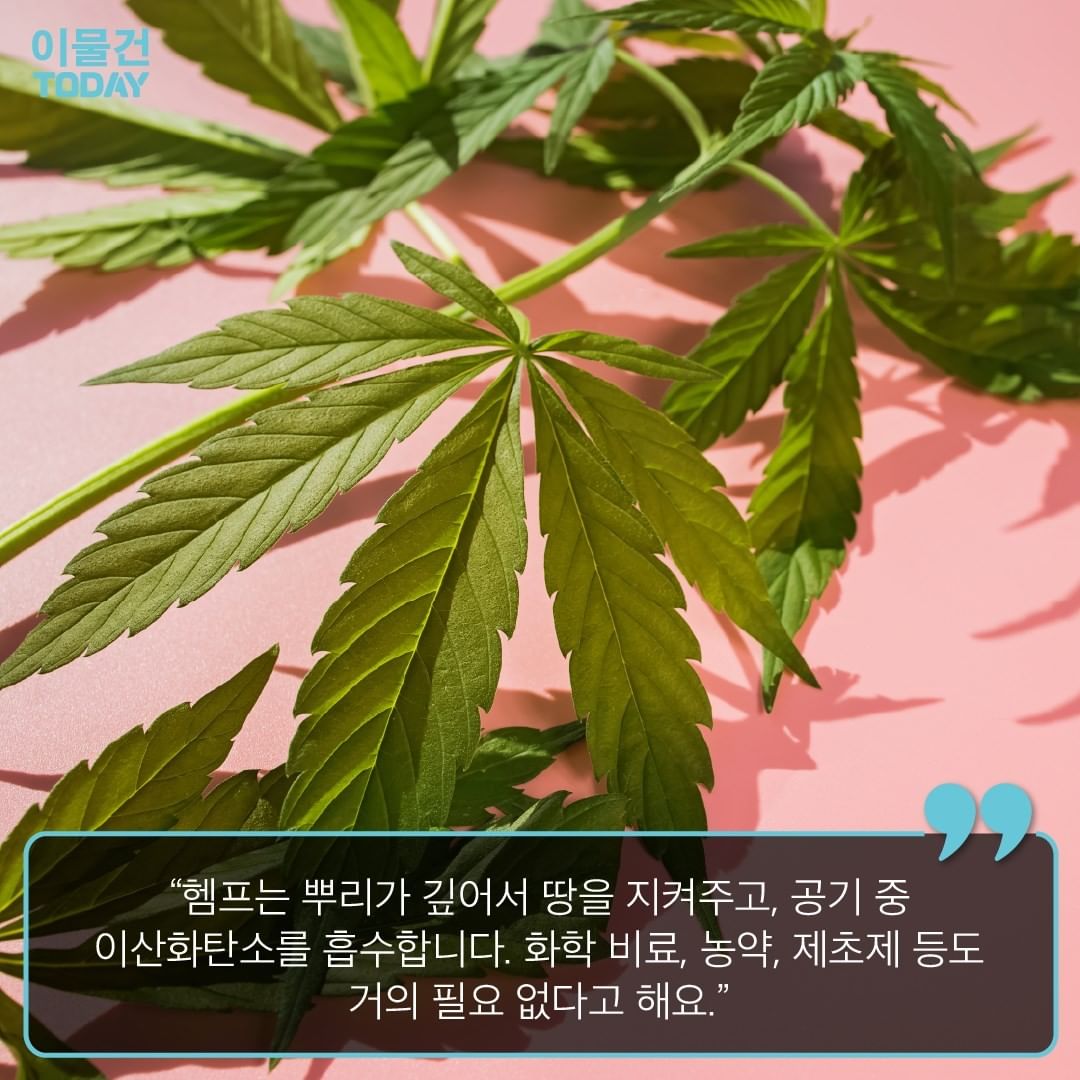 이물건
TODAY
“헴프는 뿌리가 깊어서 땅을 지켜주고, 공기 중
이산화탄소를 흡수합니다. 화학 비료, 농약, 제초제 등도
거의 필요 없다고 해요.”